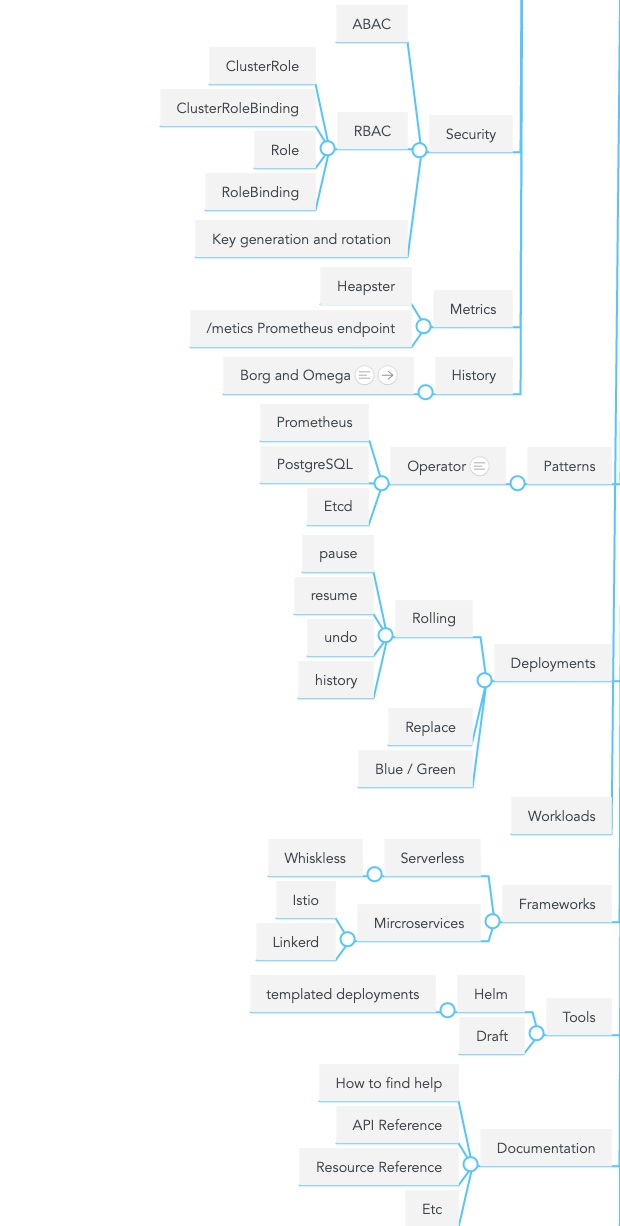 ABAC
ClusterRole
ClusterRoleBinding
RBAC
Security
Role
RoleBinding
Key generation and rotation
Heapster
Metrics
/metics Prometheus endpoint
Borg and Omega
History
Prometheus
PostgreSQL
Operator
Patterns
Etcd
pause
resume
Rolling
undo
Deployments
history
Replace
Blue / Green
Workloads
Whiskless
Serverless
Istio
Frameworks
Mircroservices
Linkerd
templated deployments
Helm
Tools
Draft
How to find help
API Reference
Documentation
Resource Reference
Etc